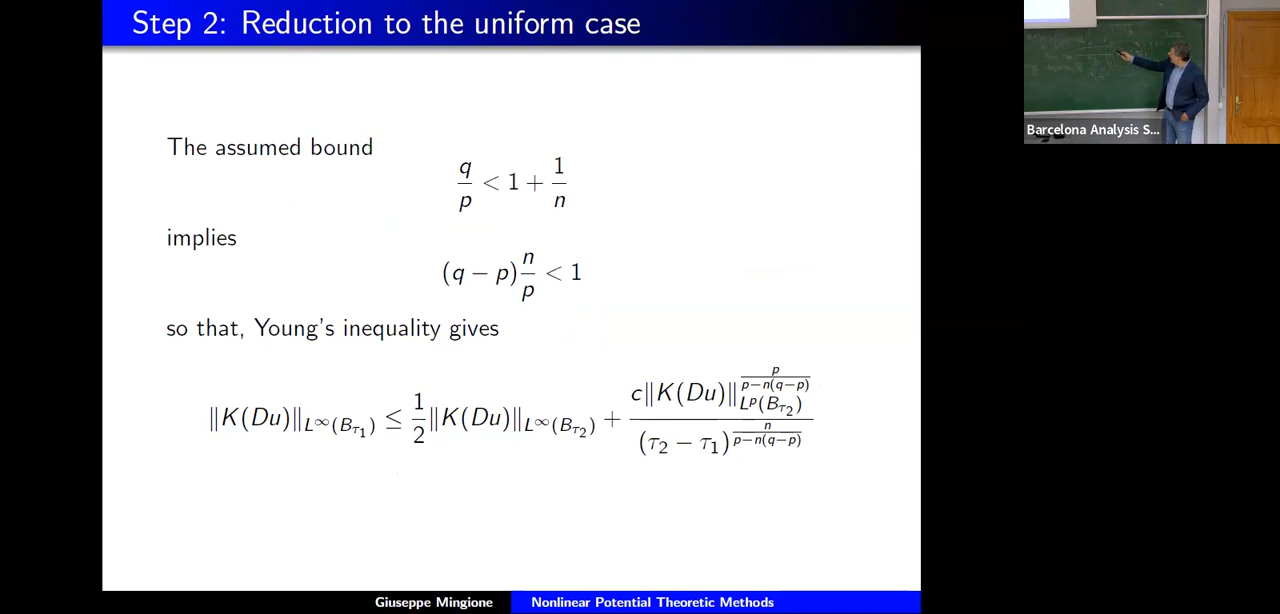 Step 2: Reduction to the uniform case
The assumed bound
q/p < 1 + 1/n
implies
(q − p) n/p < 1
so that, Young's inequality gives
‖K(Du)‖_{L^∞(B_{τ_1})} ≤ 1/2 ‖K(Du)‖_{L^∞(B_{τ_2})} + c‖K(Du)‖_{L^p(B_{τ_2})}^{p/(p−n(q−p))} / (τ_2 − τ_1)^{n/(p−n(q−p))}
Giuseppe Mingione Nonlinear Potential Theoretic Methods
Barcelona Analysis S...